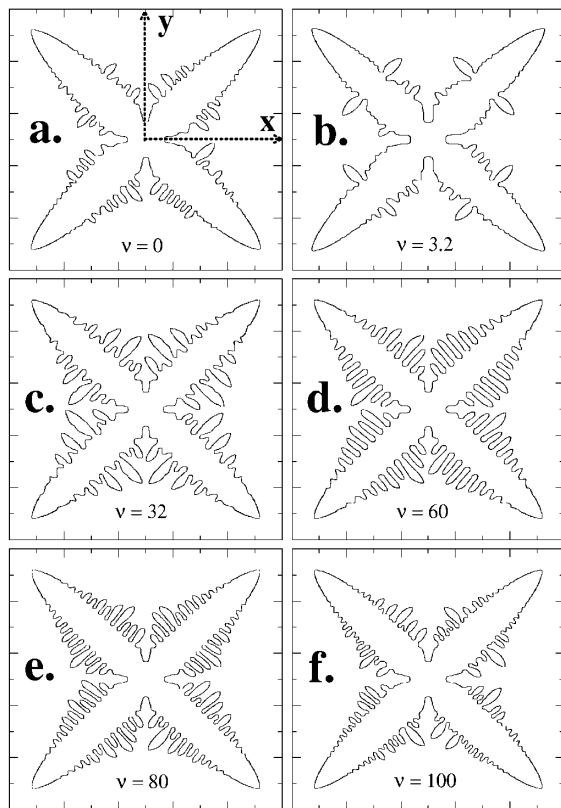 y
x
a.
ν = 0
b.
ν = 3.2
c.
ν = 32
d.
ν = 60
e.
ν = 80
f.
ν = 100